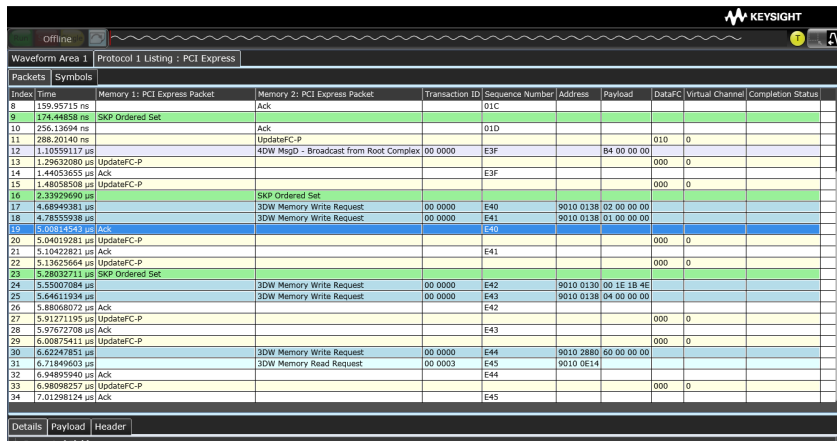 KEYSIGHT
Offline T
Waveform Area 1 Protocol 1 Listing : PCI Express
Packets Symbols
Index Time Memory 1: PCI Express Packet Memory 2: PCI Express Packet Transaction ID Sequence Number Address Payload DataFC Virtual Channel Completion Status
8 159.95715 ns Ack 01C
9 174.44858 ns SKP Ordered Set
10 256.13694 ns Ack 01D
11 288.20140 ns UpdateFC-P 010 0
12 1.10559117 µs 4DW MsgD - Broadcast from Root Complex 00 0000 E3F B4 00 00 00
13 1.29632080 µs UpdateFC-P 000 0
14 1.44053655 µs Ack E3F
15 1.48058508 µs UpdateFC-P 000 0
16 2.33929690 µs SKP Ordered Set
17 4.68949381 µs 3DW Memory Write Request 00 0000 E40 9010 0138 02 00 00 00
18 4.78555938 µs 3DW Memory Write Request 00 0000 E41 9010 0138 01 00 00 00
19 5.00814543 µs Ack E40
20 5.04019281 µs UpdateFC-P 000 0
21 5.10422821 µs Ack E41
22 5.13625664 µs UpdateFC-P 000 0
23 5.28032711 µs SKP Ordered Set
24 5.55007084 µs 3DW Memory Write Request 00 0000 E42 9010 0130 00 1E 1B 4E
25 5.64611934 µs 3DW Memory Write Request 00 0000 E43 9010 0138 04 00 00 00
26 5.88068072 µs Ack E42
27 5.91271195 µs UpdateFC-P 000 0
28 5.97672708 µs Ack E43
29 6.00875411 µs UpdateFC-P 000 0
30 6.62247851 µs 3DW Memory Write Request 00 0000 E44 9010 2880 60 00 00 00
31 6.71849603 µs 3DW Memory Read Request 00 0003 E45 9010 0E14
32 6.94895940 µs Ack E44
33 6.98098257 µs UpdateFC-P 000 0
34 7.01298124 µs Ack E45
Details Payload Header